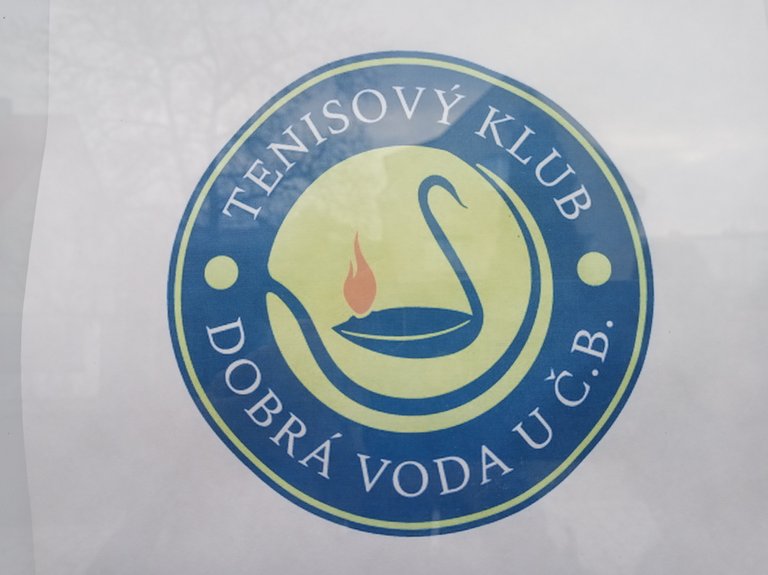 TENISOVÝ KLUB
DOBRÁ VODA U Č.B.